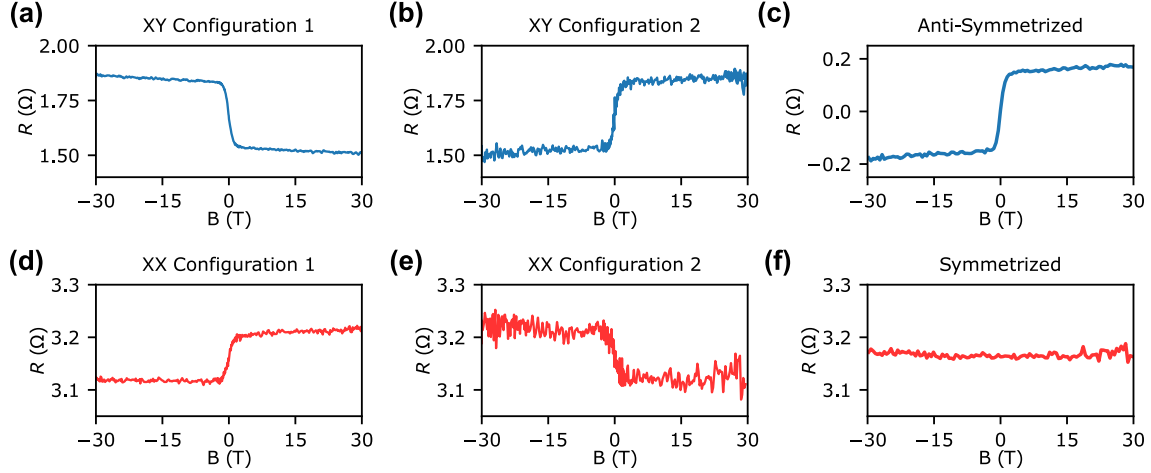 (a) XY Configuration 1
2.00
1.75
1.50
R (Ω)
−30 −15 0 15 30
B (T)
(b) XY Configuration 2
2.00
1.75
1.50
R (Ω)
−30 −15 0 15 30
B (T)
(c) Anti-Symmetrized
0.2
0.0
−0.2
R (Ω)
−30 −15 0 15 30
B (T)
(d) XX Configuration 1
3.3
3.2
3.1
R (Ω)
−30 −15 0 15 30
B (T)
(e) XX Configuration 2
3.3
3.2
3.1
R (Ω)
−30 −15 0 15 30
B (T)
(f) Symmetrized
3.3
3.2
3.1
R (Ω)
−30 −15 0 15 30
B (T)